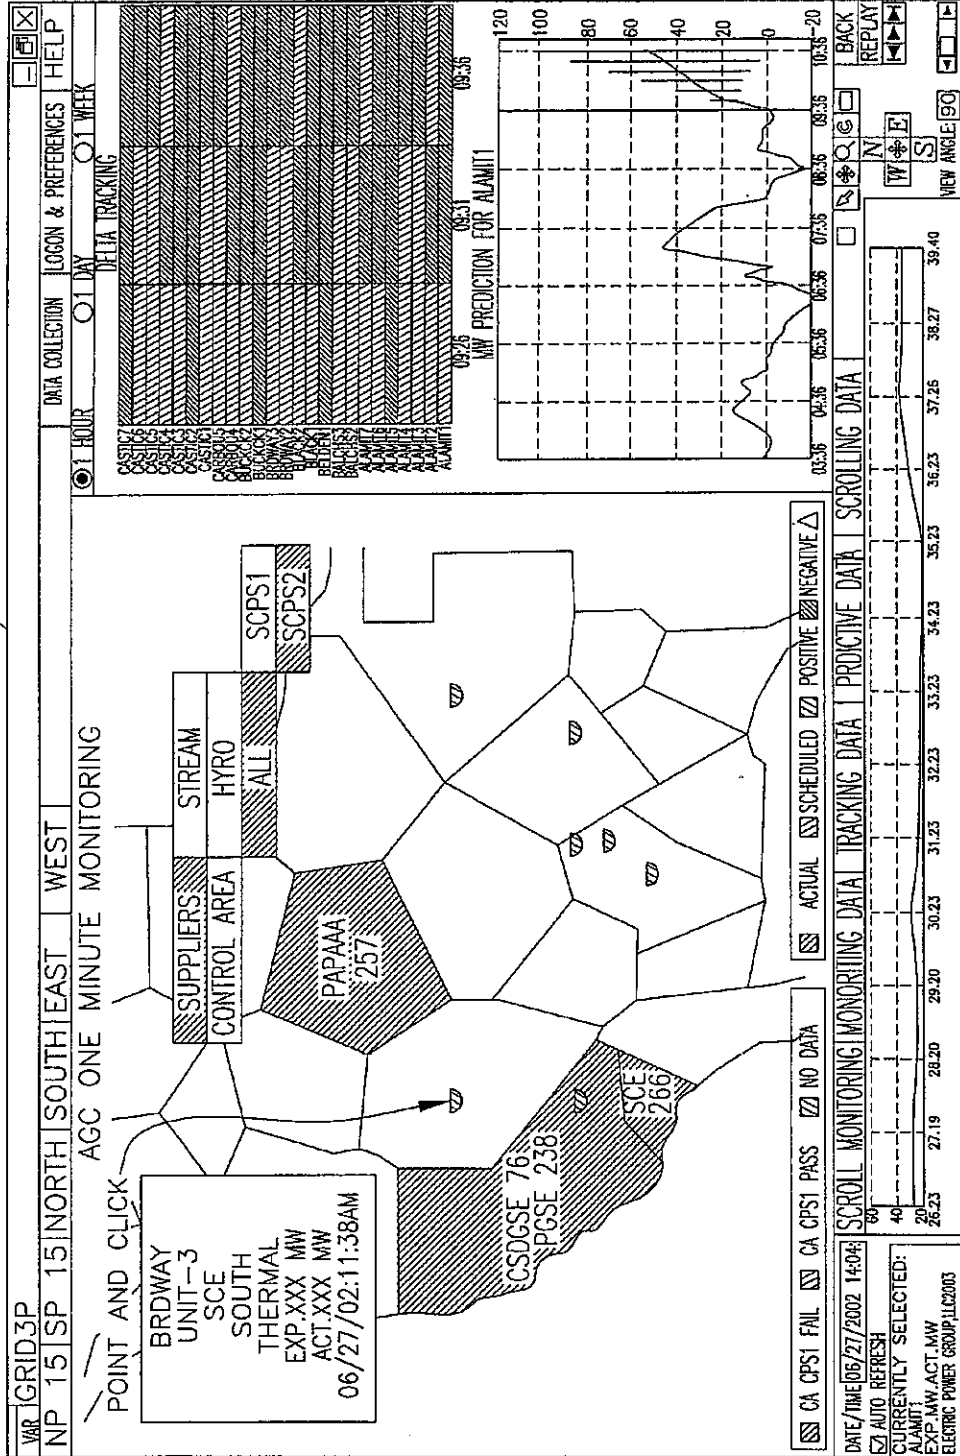 VAR GRID3P
NP 15 SP 15 NORTH SOUTH EAST WEST
DATA COLLECTION LOGON & PREFERENCES HELP
AGC ONE MINUTE MONITORING
POINT AND CLICK
BRDWAY
UNIT-3
SCE
SOUTH
THERMAL
EXP.XXX MW
ACT.XXX MW
06/27/02:11:38AM
SUPPLIERS STREAM
CONTROL AREA HYRO
ALL SCPS1
SCPS2
PAPAAA
257
CSDGSE 76
PGSE 238
SCE
266
CA CPS1 FAIL CA CPS1 PASS NO DATA
ACTUAL SCHEDULED POSITIVE NEGATIVE
1 HOUR 1 DAY 1 WEEK
DELTA TRACKING
CASTIC7
CASTIC6
CASTIC5
CASTIC4
CASTIC3
CASTIC2
CASTIC1
BUCKCK1
BELDEN1
BALCHS3
BALCHS2
ALAMIT7
ALAMIT6
ALAMIT5
ALAMIT4
ALAMIT3
ALAMIT2
ALAMIT1
09:26 09:31 09:36
MW PREDICTION FOR ALAMIT1
120
100
80
60
40
20
0
-20
03:36 04:36 05:36 06:36 07:36 08:36 09:36 10:36
DATE/TIME 06/27/2002 14:04:
AUTO REFRESH
CURRENTLY SELECTED:
ALAMIT1
EXP.MW.ACT.MW
ELECTRIC POWER GROUP,LLC2003
SCROLL MONITORING MONORITING DATA TRACKING DATA PRDICTIVE DATA SCROLLING DATA
60
40
20
26.23 27.19 28.20 29.20 30.23 31.23 32.23 33.23 34.23 35.23 36.23 37.26 38.27 39.40
BACK
REPLAY
N
W E
S
VIEW ANGLE 90